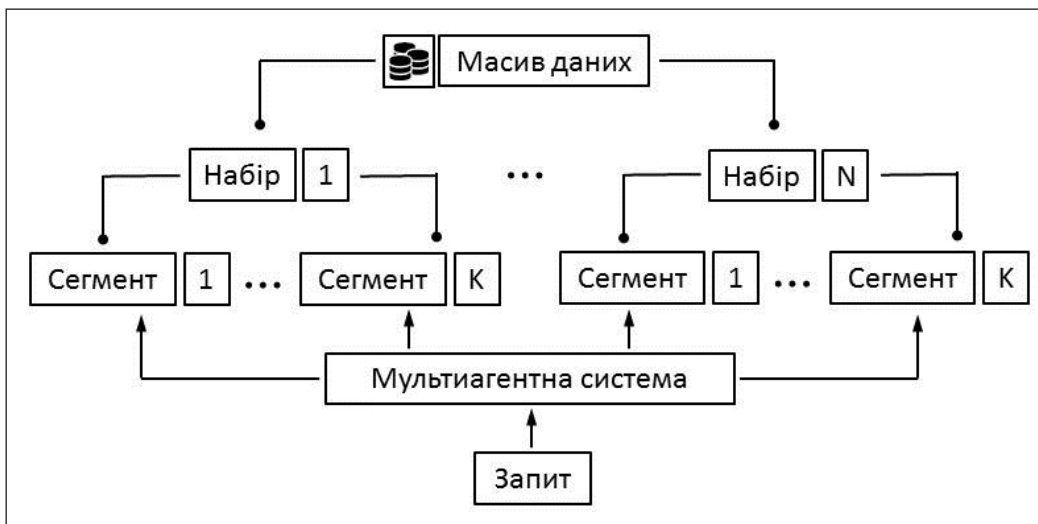 Масив даних
Набір 1 ... Набір N
Сегмент 1 ... Сегмент K Сегмент 1 ... Сегмент K
Мультиагентна система
Запит